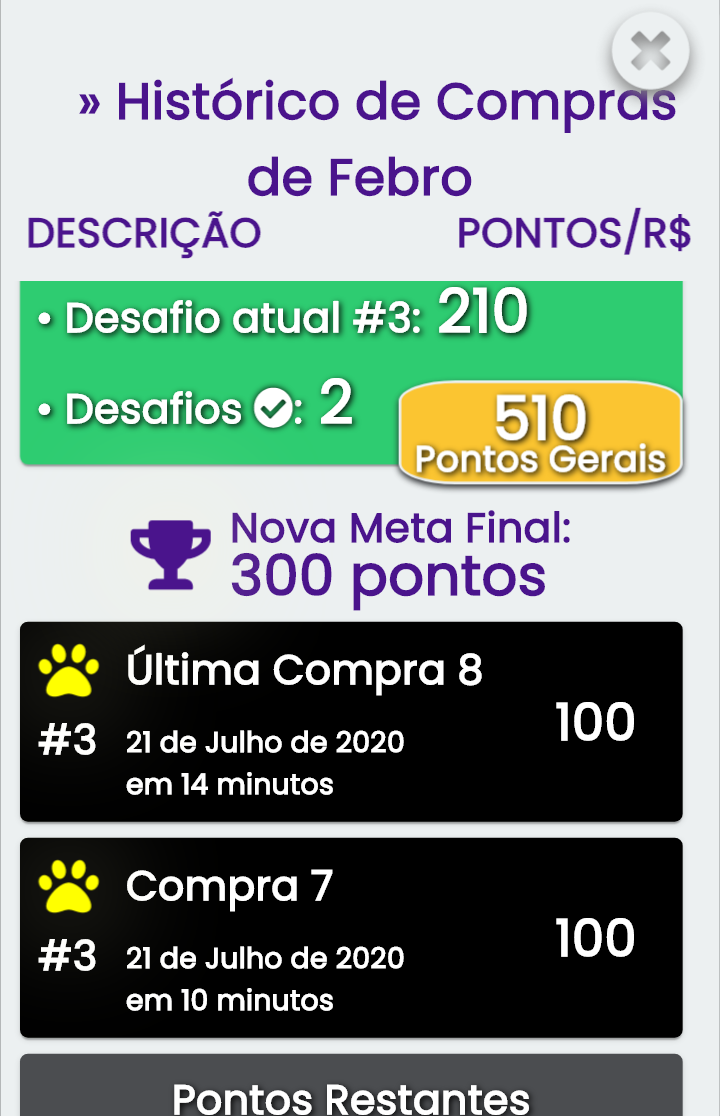 » Histórico de Compras
de Febro
DESCRIÇÃO PONTOS/R$
• Desafio atual #3: 210
• Desafios : 2
510
Pontos Gerais
Nova Meta Final:
300 pontos
Última Compra 8
100
#3 21 de Julho de 2020
em 14 minutos
Compra 7
100
#3 21 de Julho de 2020
em 10 minutos
Pontos Restantes